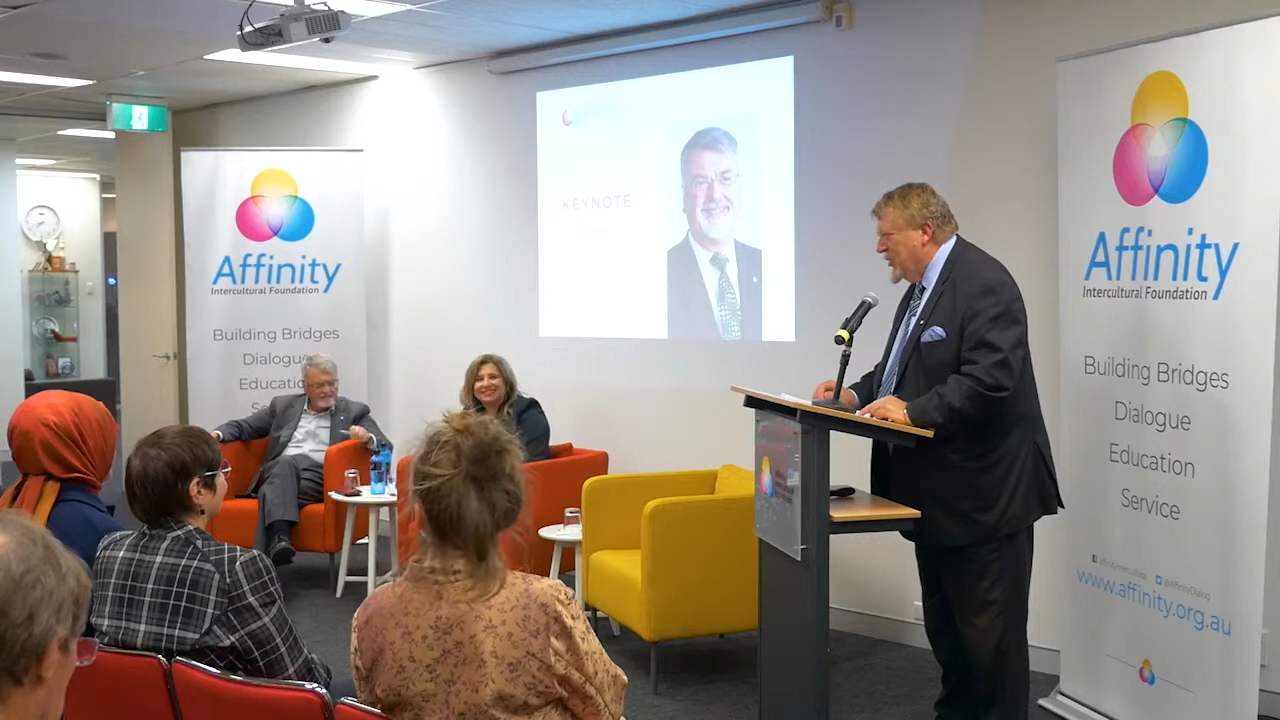 KEYNOTE
Affinity
Intercultural Foundation
Building Bridges
Dialogue
Education
Affinity
Intercultural Foundation
Building Bridges
Dialogue
Education
Service
@AffinityDialog
www.affinity.org.au